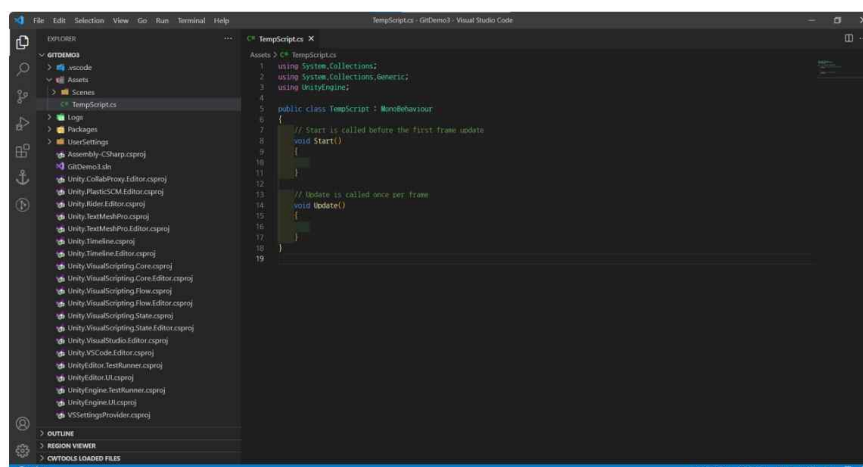 File Edit Selection View Go Run Terminal Help
TempScript.cs - GitDemo3 - Visual Studio Code
EXPLORER
GITDEMO3
.vscode
Assets
Scenes
TempScript.cs
Logs
Packages
UserSettings
Assembly-CSharp.csproj
GitDemo3.sln
Unity.CollabProxy.Editor.csproj
Unity.PlasticSCM.Editor.csproj
Unity.Rider.Editor.csproj
Unity.TextMeshPro.csproj
Unity.TextMeshPro.Editor.csproj
Unity.Timeline.csproj
Unity.Timeline.Editor.csproj
Unity.VisualScripting.Core.csproj
Unity.VisualScripting.Core.Editor.csproj
Unity.VisualScripting.Flow.csproj
Unity.VisualScripting.Flow.Editor.csproj
Unity.VisualScripting.State.csproj
Unity.VisualScripting.State.Editor.csproj
Unity.VisualStudio.Editor.csproj
Unity.VSCode.Editor.csproj
UnityEditor.TestRunner.csproj
UnityEditor.UI.csproj
UnityEngine.TestRunner.csproj
UnityEngine.UI.csproj
VSSettingsProvider.csproj
OUTLINE
REGION VIEWER
CWTOOLS LOADED FILES
C# TempScript.cs
Assets > C# TempScript.cs
1 using System.Collections;
2 using System.Collections.Generic;
3 using UnityEngine;
4
5 public class TempScript : MonoBehaviour
6 {
7 // Start is called before the first frame update
8 void Start()
9 {
10
11 }
12
13 // Update is called once per frame
14 void Update()
15 {
16
17 }
18 }
19